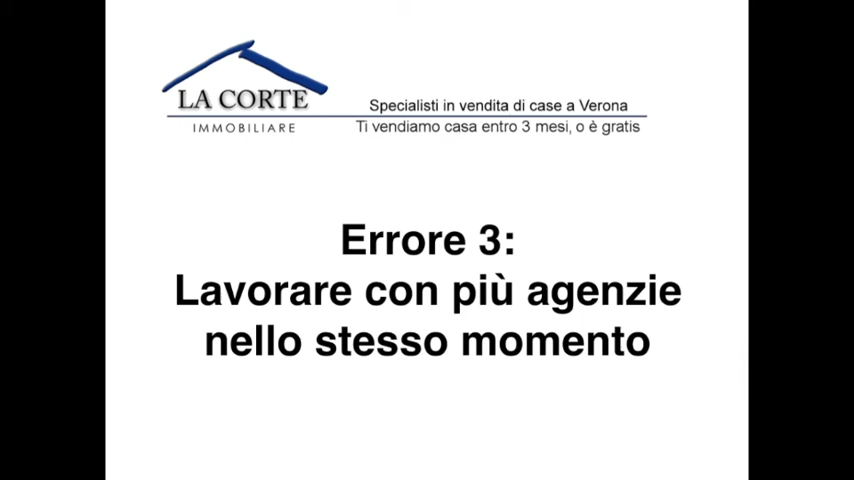 LA CORTE
IMMOBILIARE
Specialisti in vendita di case a Verona
Ti vendiamo casa entro 3 mesi, o è gratis
Errore 3:
Lavorare con più agenzie
nello stesso momento